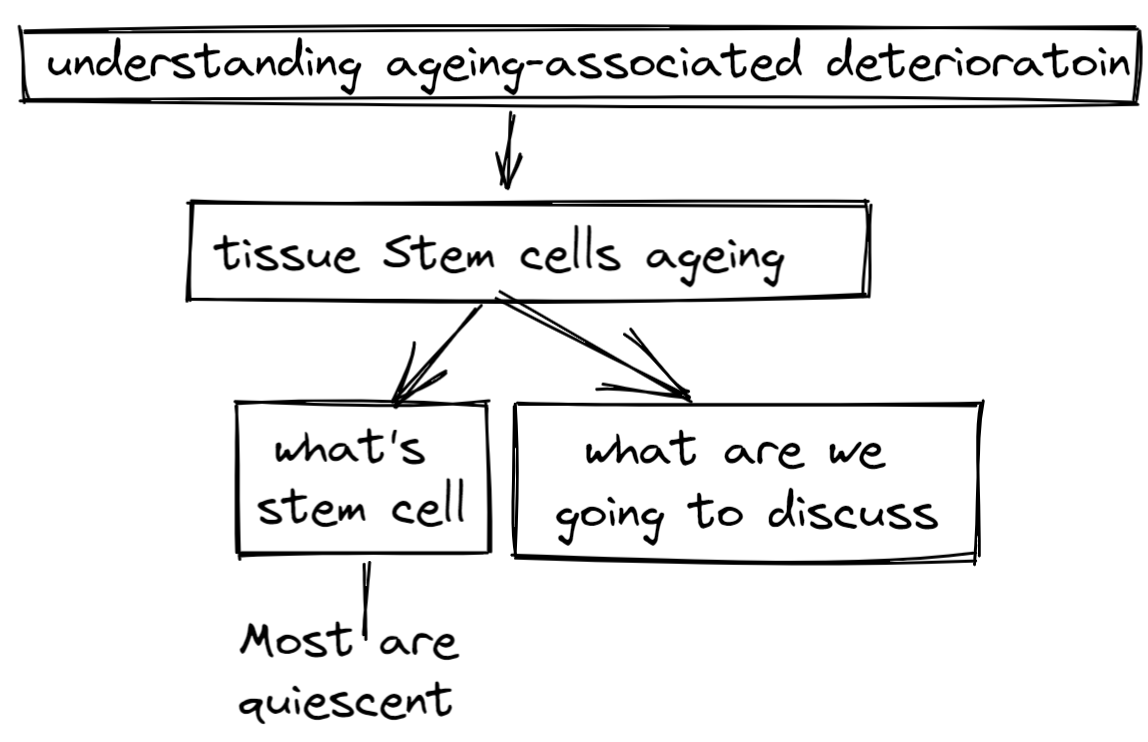 understanding ageing-associated deterioratoin
tissue Stem cells ageing
what's
stem cell
what are we
going to discuss
Most are
quiescent